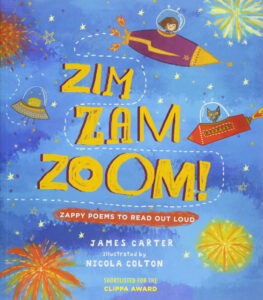 ZIM
ZAM
ZOOM!
ZAPPY POEMS TO READ OUT LOUD
JAMES CARTER
illustrated by
NICOLA COLTON
SHORTLISTED FOR THE
CLIPPA AWARD